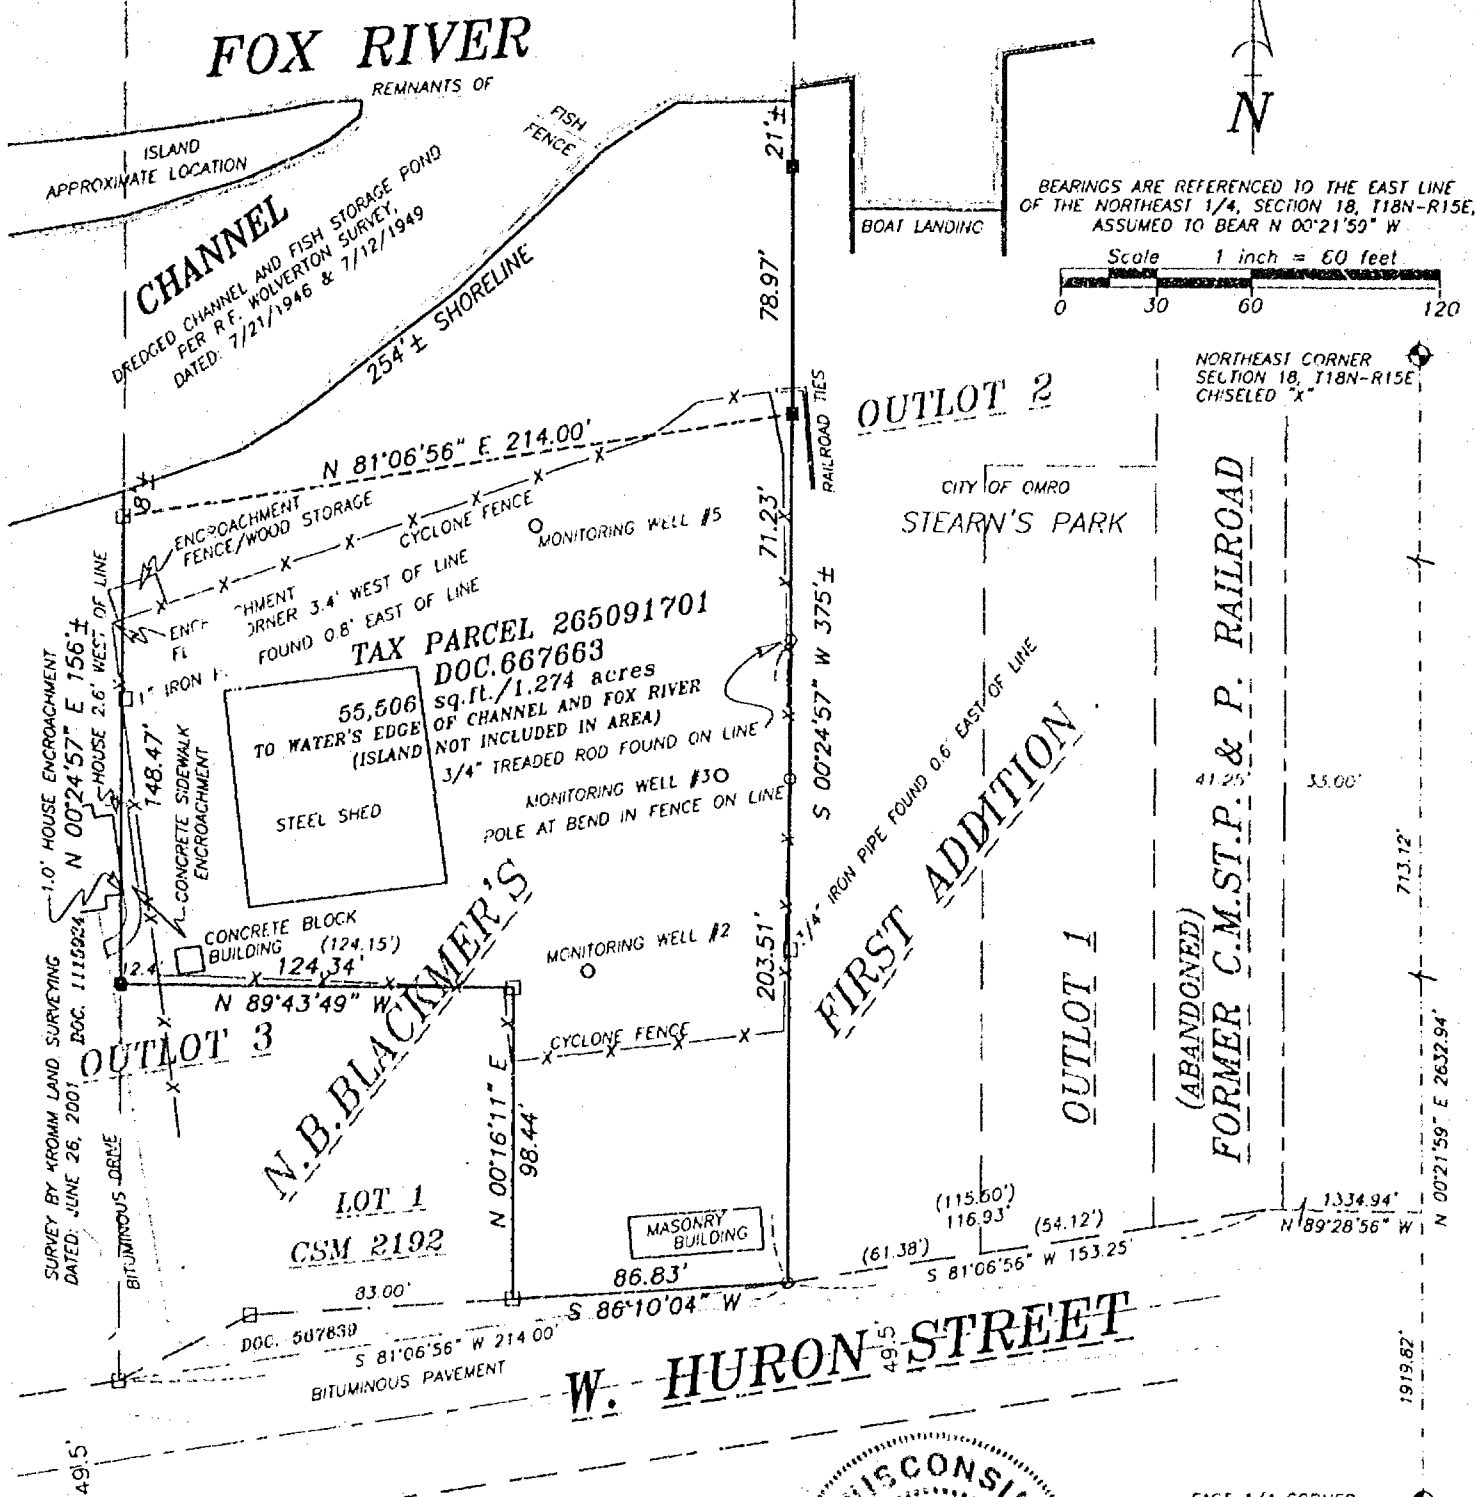 FOX RIVER
REMNANTS OF
FISH
FENCE
ISLAND
APPROXIMATE LOCATION
CHANNEL
DREDGED CHANNEL AND FISH STORAGE POND
PER R.F. WOLVERTON SURVEY,
DATED: 7/21/1946 & 7/12/1949
254'± SHORELINE
21'±
78.97'
BOAT LANDING
N
BEARINGS ARE REFERENCED TO THE EAST LINE
OF THE NORTHEAST 1/4, SECTION 18, T18N-R15E,
ASSUMED TO BEAR N 00°21'59" W
Scale 1 inch = 60 feet
0 30 60 120
NORTHEAST CORNER
SECTION 18, T18N-R15E
CHISELED "X"
OUTLOT 2
RAILROAD TIES
N 81°06'56" E 214.00'
ENCROACHMENT
FENCE/WOOD STORAGE
CYCLONE FENCE
MONITORING WELL #5
71.23'
CITY OF OMRO
STEARN'S PARK
HMENT
ORNER 3.4' WEST OF LINE
FOUND 0.8' EAST OF LINE
1" IRON
TAX PARCEL 265091701
DOC.667663
55,506 sq.ft./1.274 acres
TO WATER'S EDGE OF CHANNEL AND FOX RIVER
(ISLAND NOT INCLUDED IN AREA)
3/4" TREADED ROD FOUND ON LINE
MONITORING WELL #3
POLE AT BEND IN FENCE ON LINE
STEEL SHED
S 00°24'57" W 375'±
3/4" IRON PIPE FOUND 0.6' EAST OF LINE
1.0' HOUSE ENCROACHMENT
N 00°24'57" E 156'±
HOUSE 2.6' WEST OF LINE
148.47'
CONCRETE SIDEWALK
ENCROACHMENT
CONCRETE BLOCK
BUILDING
(124.15')
124.34'
12.4'
N 89°43'49" W
MONITORING WELL #2
203.51'
CYCLONE FENCE
OUTLOT 3
N.B.BLACKMER'S
FIRST ADDITION
OUTLOT 1
(ABANDONED)
FORMER C.M.ST.P. & P. RAILROAD
41.25'
33.00'
713.12'
N 00°21'59" E 2632.94'
SURVEY BY KROMM LAND SURVEYING
DATED: JUNE 26, 2001 DOC. 1115924
BITUMINOUS DRIVE
N 00°16'11" E
98.44'
LOT 1
CSM 2192
MASONRY
BUILDING
83.00'
86.83'
S 86°10'04" W
(61.38')
(115.60')
116.93'
(54.12')
S 81°06'56" W 153.25'
1334.94'
N 89°28'56" W
DOC. 567839
S 81°06'56" W 214.00'
BITUMINOUS PAVEMENT
W. HURON STREET
49.5'
49.5'
1919.82'
WISCONSIN